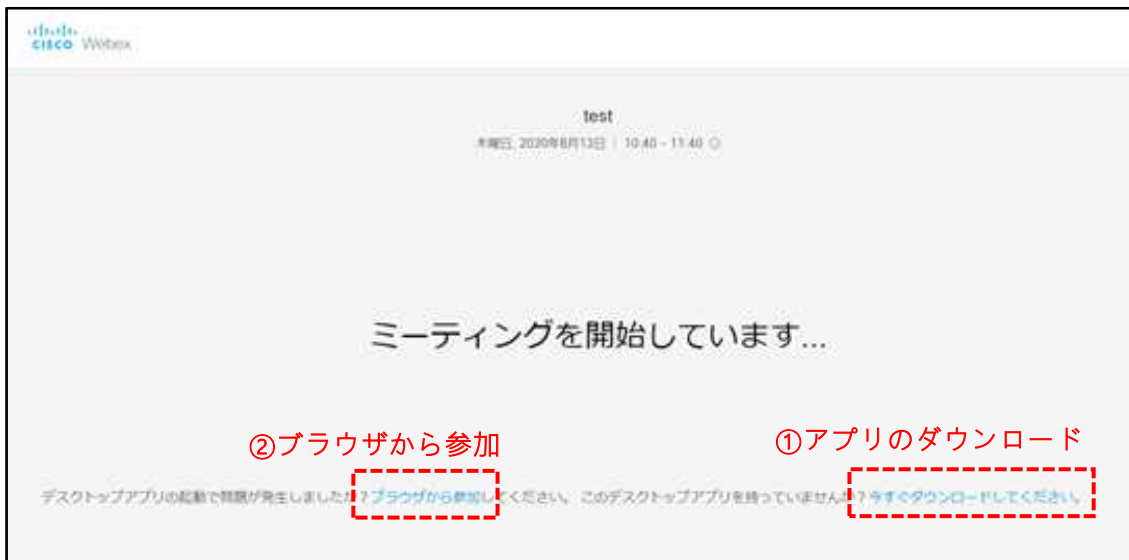 cisco Webex
test
木曜日, 2020年8月13日 | 10:40 - 11:40
ミーティングを開始しています...
②ブラウザから参加
①アプリのダウンロード
デスクトップアプリの起動で問題が発生しましたか？ブラウザから参加してください。 このデスクトップアプリを持っていませんか？今すぐダウンロードしてください。